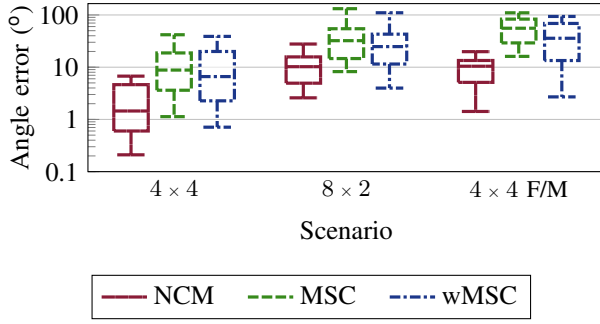 Angle error (°)
100
10
1
0.1
4 × 4
8 × 2
4 × 4 F/M
Scenario
NCM
MSC
wMSC